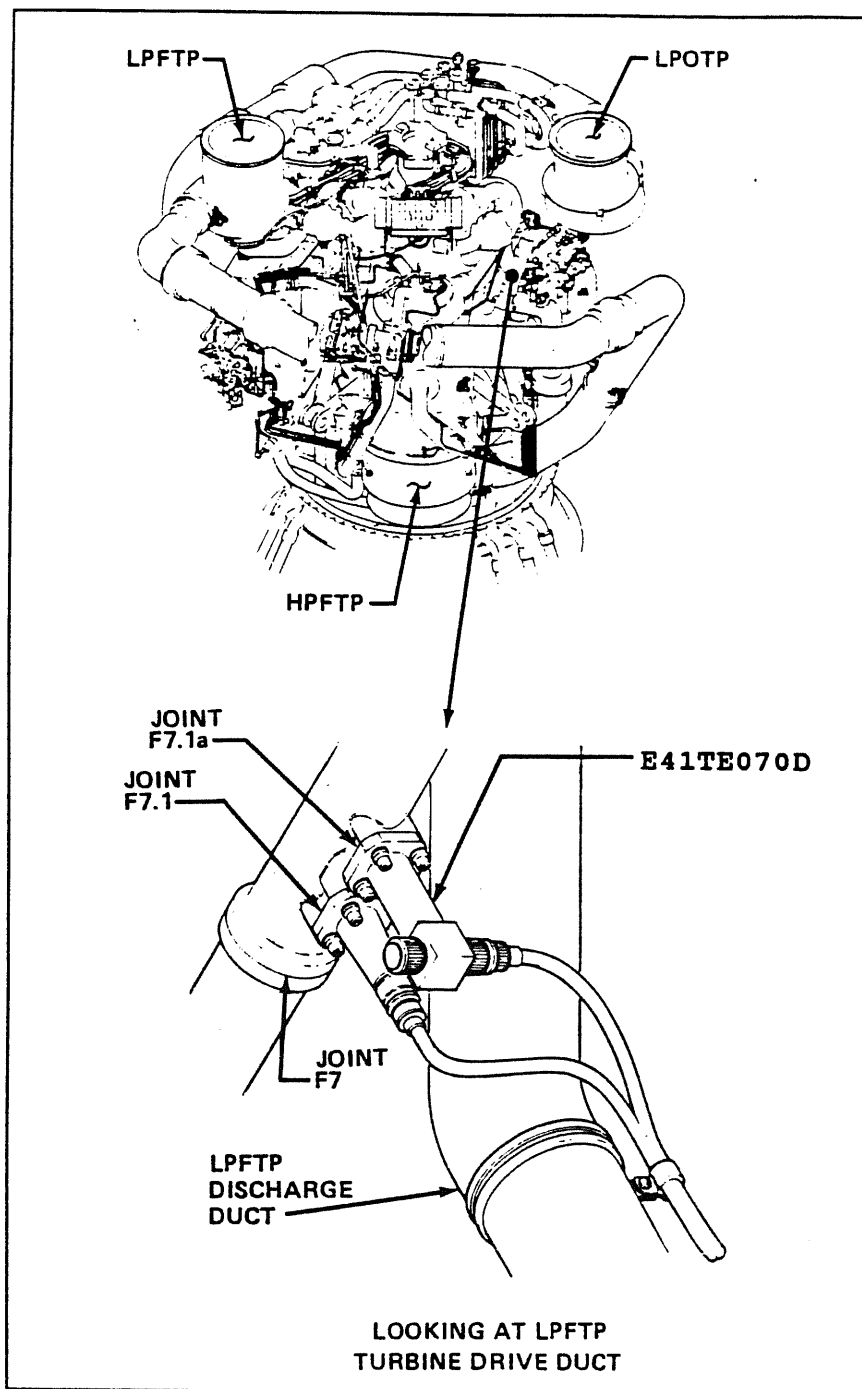 LPFTP
LPOTP
HPFTP
JOINT
F7.1a
JOINT
F7.1
E41TE070D
JOINT
F7
LPFTP
DISCHARGE
DUCT
LOOKING AT LPFTP
TURBINE DRIVE DUCT